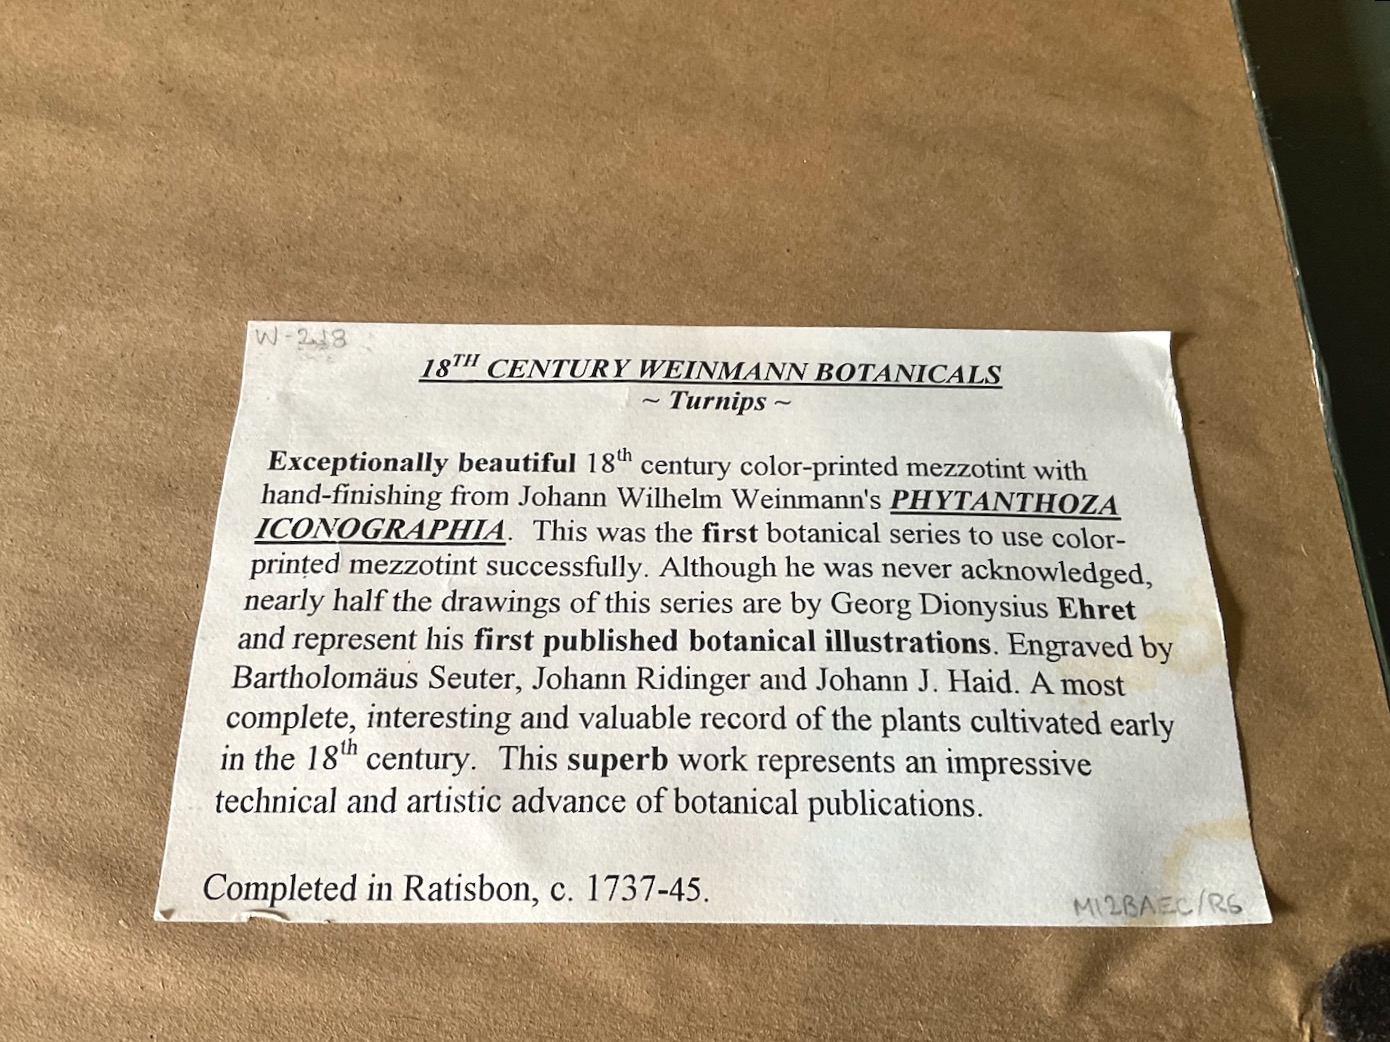 18TH CENTURY WEINMANN BOTANICALS
~ Turnips ~
Exceptionally beautiful 18th century color-printed mezzotint with
hand-finishing from Johann Wilhelm Weinmann's PHYTANTHOZA
ICONOGRAPHIA. This was the first botanical series to use color-
printed mezzotint successfully. Although he was never acknowledged,
nearly half the drawings of this series are by Georg Dionysius Ehret
and represent his first published botanical illustrations. Engraved by
Bartholomäus Seuter, Johann Ridinger and Johann J. Haid. A most
complete, interesting and valuable record of the plants cultivated early
in the 18th century. This superb work represents an impressive
technical and artistic advance of botanical publications.
Completed in Ratisbon, c. 1737-45.
M12BAEC/R6